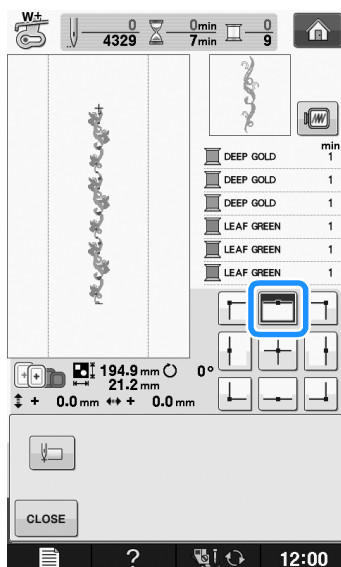 W+
0 0min 0
4329 7min 9
min
DEEP GOLD 1
DEEP GOLD 1
DEEP GOLD 1
LEAF GREEN 1
LEAF GREEN 1
LEAF GREEN 1
194.9 mm 0°
21.2 mm
+ 0.0 mm + 0.0 mm
CLOSE
? 12:00